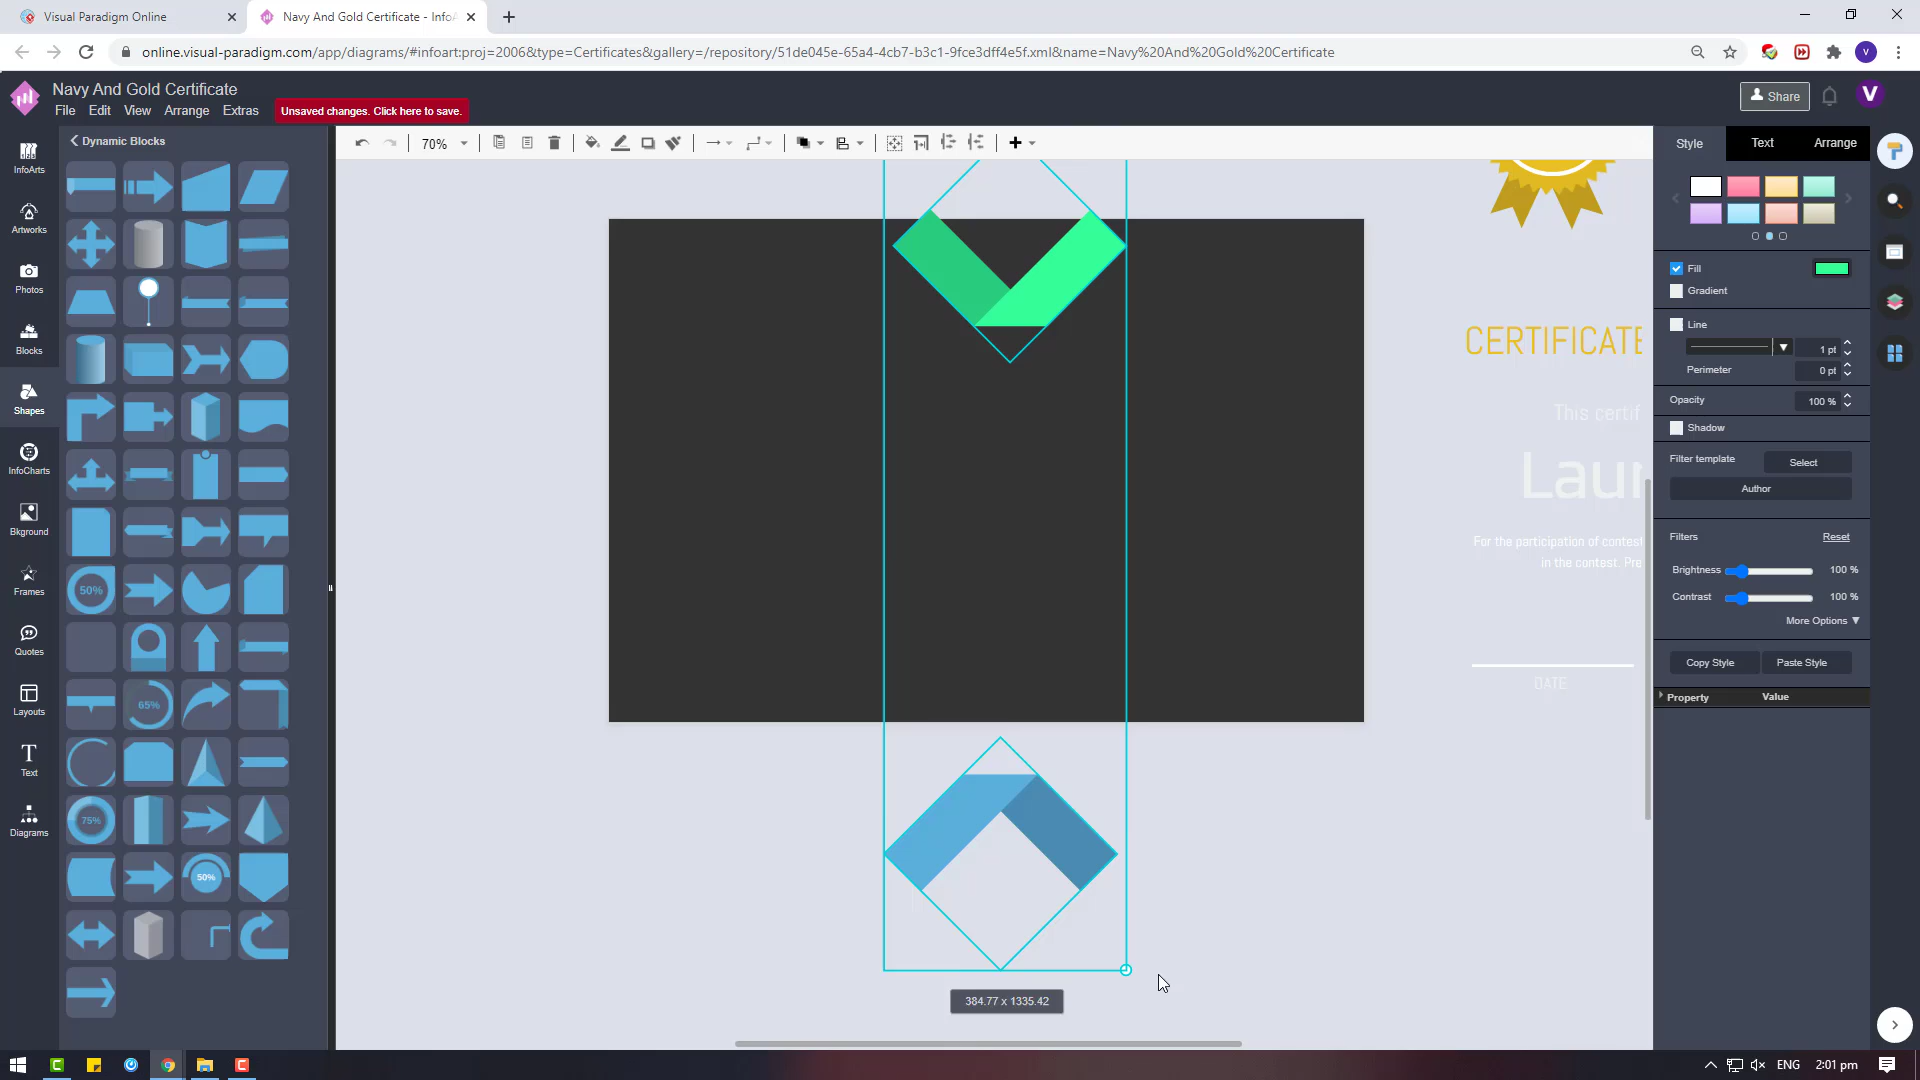 Visual Paradigm Online
Navy And Gold Certificate - InfoA
online.visual-paradigm.com/app/diagrams/#infoart:proj=2006&type=Certificates&gallery=/repository/51de045e-65a4-4cb7-b3c1-9fce3dff4e5f.xml&name=Navy%20And%20Gold%20Certificate
V
Navy And Gold Certificate
File Edit View Arrange Extras
Unsaved changes. Click here to save.
Share
V
InfoArts
Artworks
Photos
Blocks
Shapes
InfoCharts
Bkground
Frames
Quotes
Layouts
T
Text
Diagrams
Dynamic Blocks
50%
65%
75%
50%
70%
CERTIFICATE
This certif
Laur
For the participation of contest
in the contest. Pre
DATE
384.77 x 1335.42
Style Text Arrange
Fill
Gradient
Line
1 pt
Perimeter 0 pt
Opacity 100 %
Shadow
Filter template Select
Author
Filters Reset
Brightness 100 %
Contrast 100 %
More Options
Copy Style Paste Style
Property Value
ENG 2:01 pm